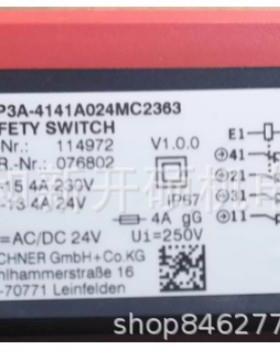 P3A-4141A024MC2363
FETY SWITCH
Nr.: 114972 V1.0.0
R.-Nr.: 076802
-15 4A 230V
-13 4A 24V IP67
4A gG
=AC/DC 24V Ui=250V
CHNER GmbH+Co.KG
hlhammerstraße 16
-70771 Leinfelden
E1
41
21
31
11
shop846277